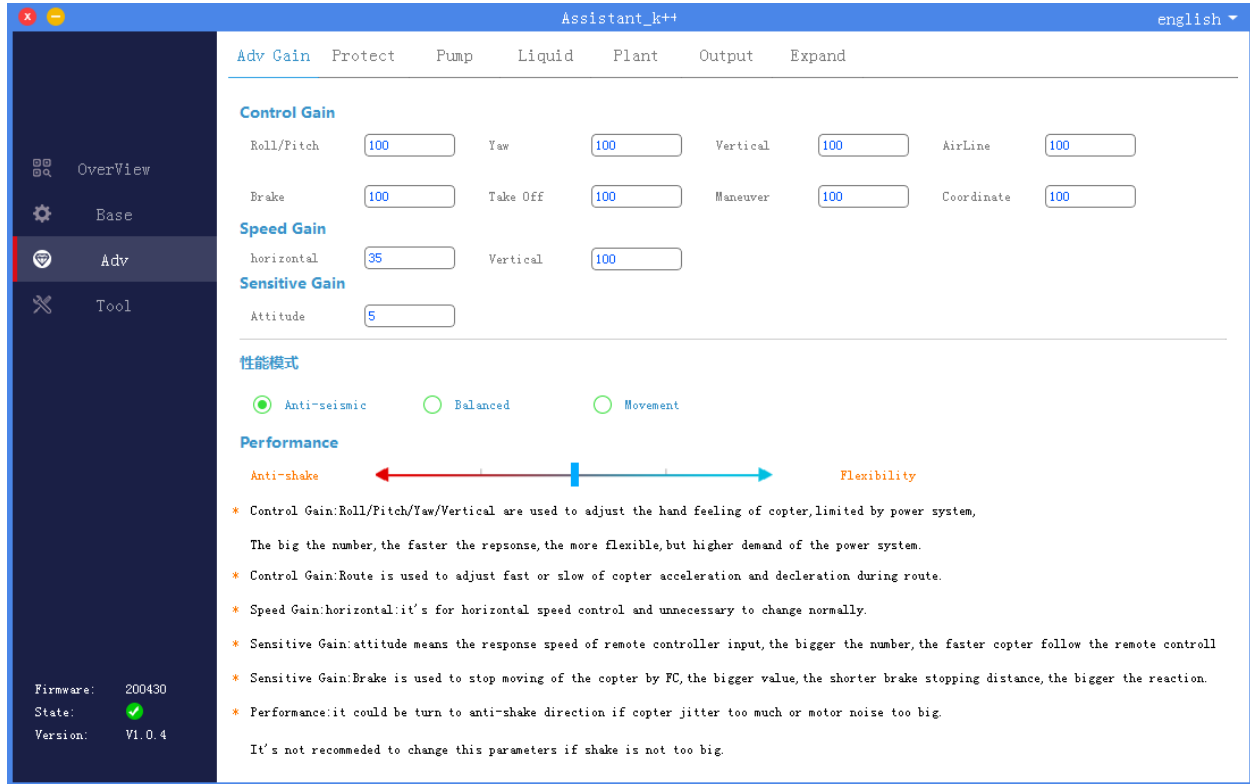 x
Assistant_k++
english
Adv Gain Protect Pump Liquid Plant Output Expand
OverView
Base
Adv
Tool
Control Gain
Roll/Pitch 100 Yaw 100 Vertical 100 AirLine 100
Brake 100 Take Off 100 Maneuver 100 Coordinate 100
Speed Gain
horizontal 35 Vertical 100
Sensitive Gain
Attitude 5
性能模式
Anti-seismic Balanced Movement
Performance
Anti-shake Flexibility
* Control Gain:Roll/Pitch/Yaw/Vertical are used to adjust the hand feeling of copter,limited by power system,
The big the number, the faster the repsonse, the more flexible, but higher demand of the power system.
* Control Gain:Route is used to adjust fast or slow of copter acceleration and decleration during route.
* Speed Gain:horizontal:it's for horizontal speed control and unnecessary to change normally.
* Sensitive Gain:attitude means the response speed of remote controller input, the bigger the number, the faster copter follow the remote controll
* Sensitive Gain:Brake is used to stop moving of the copter by FC, the bigger value, the shorter brake stopping distance, the bigger the reaction.
* Performance:it could be turn to anti-shake direction if copter jitter too much or motor noise too big.
It's not recommeded to change this parameters if shake is not too big.
Firmware: 200430
State:
Version: V1.0.4